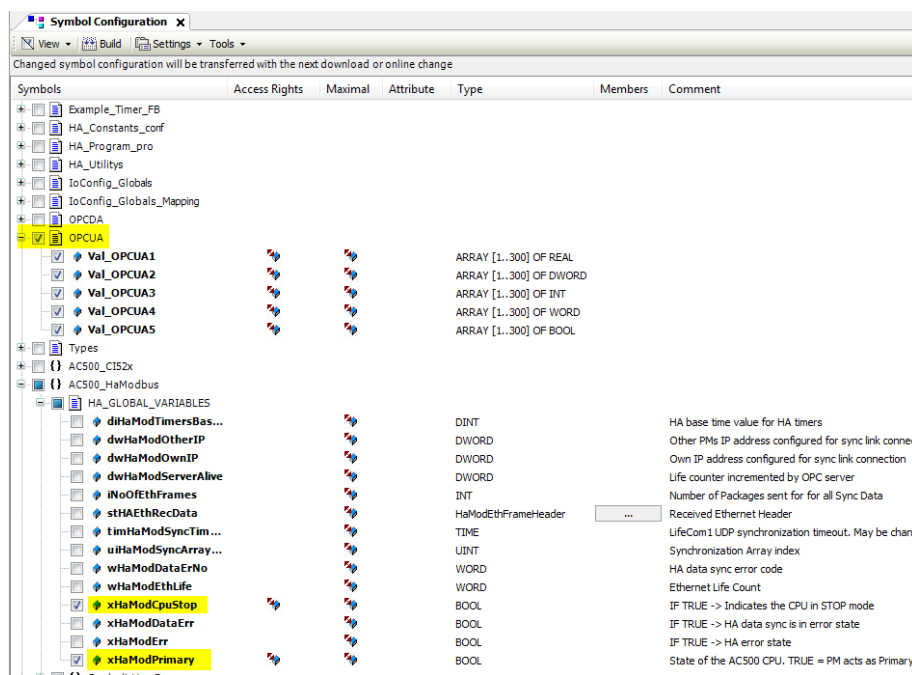 Symbol Configuration
View Build Settings Tools
Changed symbol configuration will be transferred with the next download or online change
Symbols Access Rights Maximal Attribute Type Members Comment
Example_Timer_FB
HA_Constants_conf
HA_Program_pro
HA_Utilitys
IoConfig_Globals
IoConfig_Globals_Mapping
OPCDA
OPCUA
Val_OPCUA1 ARRAY [1..300] OF REAL
Val_OPCUA2 ARRAY [1..300] OF DWORD
Val_OPCUA3 ARRAY [1..300] OF INT
Val_OPCUA4 ARRAY [1..300] OF WORD
Val_OPCUA5 ARRAY [1..300] OF BOOL
Types
{} AC500_CI52x
{} AC500_HaModbus
HA_GLOBAL_VARIABLES
diHaModTimersBas... DINT HA base time value for HA timers
dwHaModOtherIP DWORD Other PMs IP address configured for sync link connec
dwHaModOwnIP DWORD Own IP address configured for sync link connection
dwHaModServerAlive DWORD Life counter incremented by OPC server
iNoOfEthFrames INT Number of Packages sent for for all Sync Data
stHAEthRecData HaModEthFrameHeader ... Received Ethernet Header
timHaModSyncTim... TIME LifeCom1 UDP synchronization timeout. May be chan
uiHaModSyncArray... UINT Synchronization Array index
wHaModDataErNo WORD HA data sync error code
wHaModEthLife WORD Ethernet Life Count
xHaModCpuStop BOOL IF TRUE -> Indicates the CPU in STOP mode
xHaModDataErr BOOL IF TRUE -> HA data sync is in error state
xHaModErr BOOL IF TRUE -> HA error state
xHaModPrimary BOOL State of the AC500 CPU. TRUE = PM acts as Primary